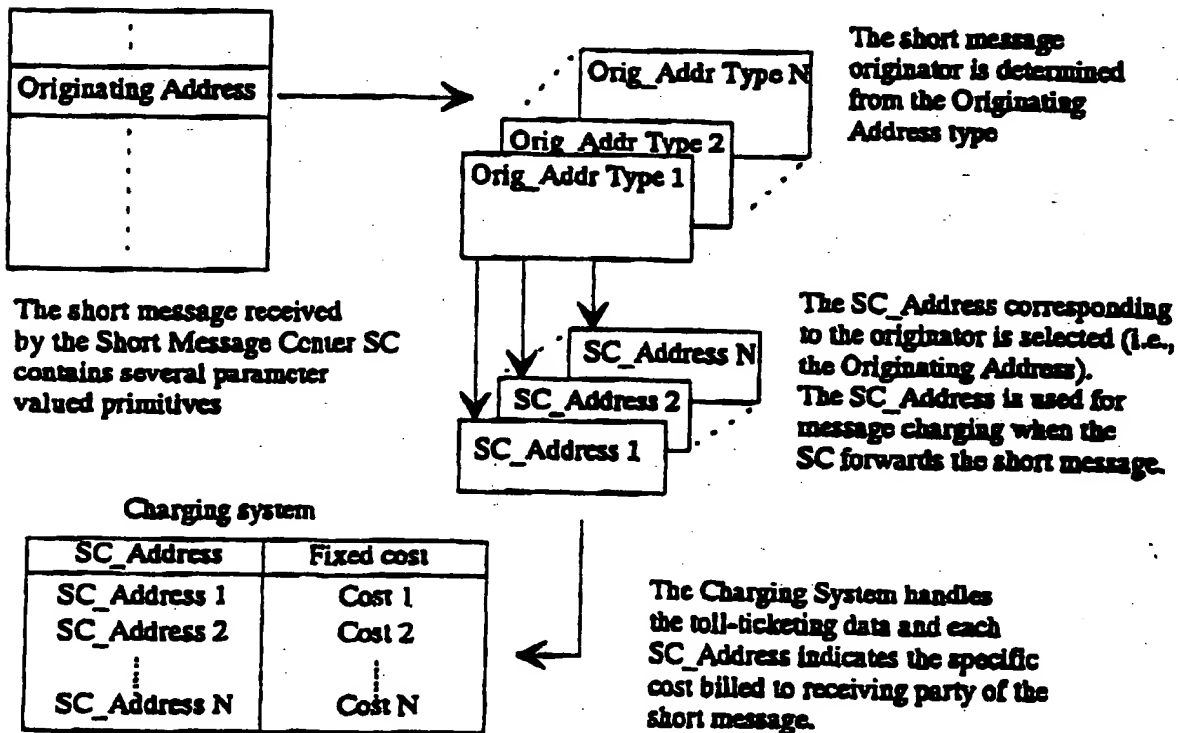 Originating Address
Orig_Addr Type N
Orig_Addr Type 2
Orig_Addr Type 1
The short message
originator is determined
from the Originating
Address type
The short message received
by the Short Message Center SC
contains several parameter
valued primitives
SC_Address N
SC_Address 2
SC_Address 1
The SC_Address corresponding
to the originator is selected (i.e.,
the Originating Address).
The SC_Address is used for
message charging when the
SC forwards the short message.
Charging system
SC_Address Fixed cost
SC_Address 1 Cost 1
SC_Address 2 Cost 2
SC_Address N Cost N
The Charging System handles
the toll-ticketing data and each
SC_Address indicates the specific
cost billed to receiving party of the
short message.